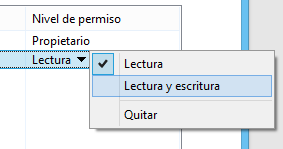 Nivel de permiso
Propietario
Lectura
Lectura
Lectura y escritura
Quitar